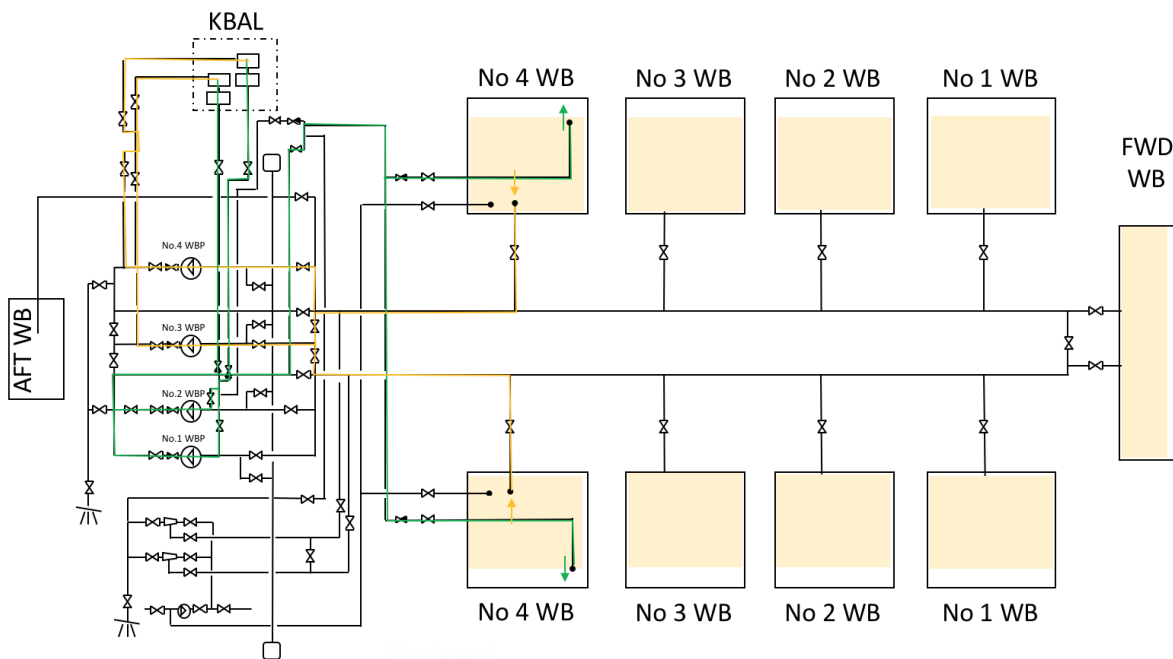 KBAL
No 4 WB
No 3 WB
No 2 WB
No 1 WB
FWD
WB
No.4 WBP
No.3 WBP
AFT WB
No.2 WBP
No.1 WBP
No 4 WB
No 3 WB
No 2 WB
No 1 WB